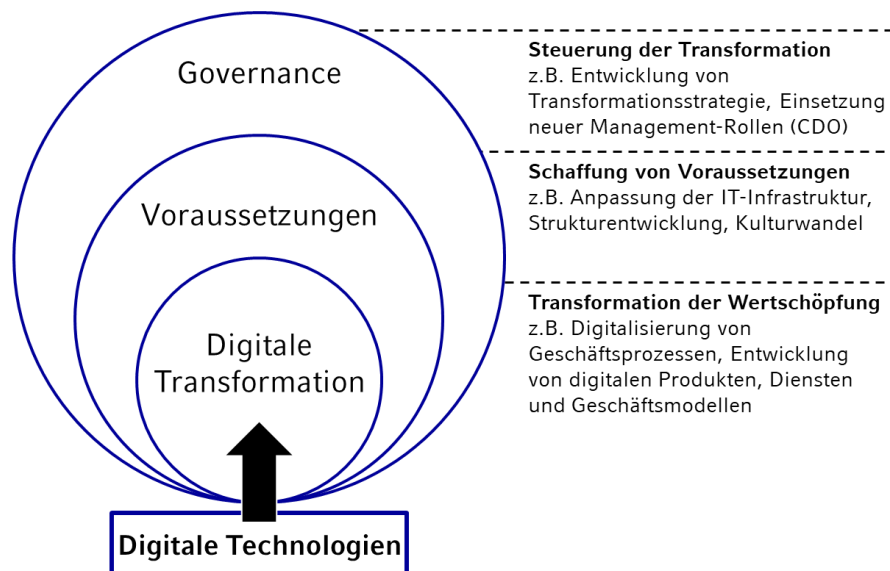 Governance
Voraussetzungen
Digitale
Transformation
Digitale Technologien
Steuerung der Transformation
z.B. Entwicklung von
Transformationsstrategie, Einsetzung
neuer Management-Rollen (CDO)
Schaffung von Voraussetzungen
z.B. Anpassung der IT-Infrastruktur,
Strukturentwicklung, Kulturwandel
Transformation der Wertschöpfung
z.B. Digitalisierung von
Geschäftsprozessen, Entwicklung
von digitalen Produkten, Diensten
und Geschäftsmodellen